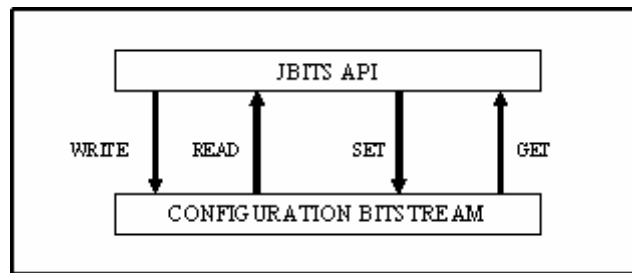 JBITS API
WRITE READ SET GET
CONFIGURATION BITSTREAM